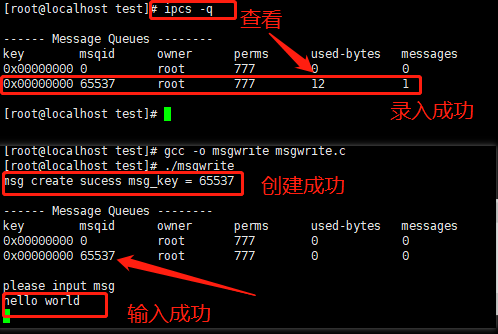 [root@localhost test]# ipcs -q
查看
------ Message Queues --------
key msqid owner perms used-bytes messages
0x00000000 0 root 777 0 0
0x00000000 65537 root 777 12 1
录入成功
[root@localhost test]#
[root@localhost test]# gcc -o msgwrite msgwrite.c
[root@localhost test]# ./msgwrite
msg create sucess msg_key = 65537
创建成功
------ Message Queues --------
key msqid owner perms used-bytes messages
0x00000000 0 root 777 0 0
0x00000000 65537 root 777 0 0
please input msg
hello world
输入成功